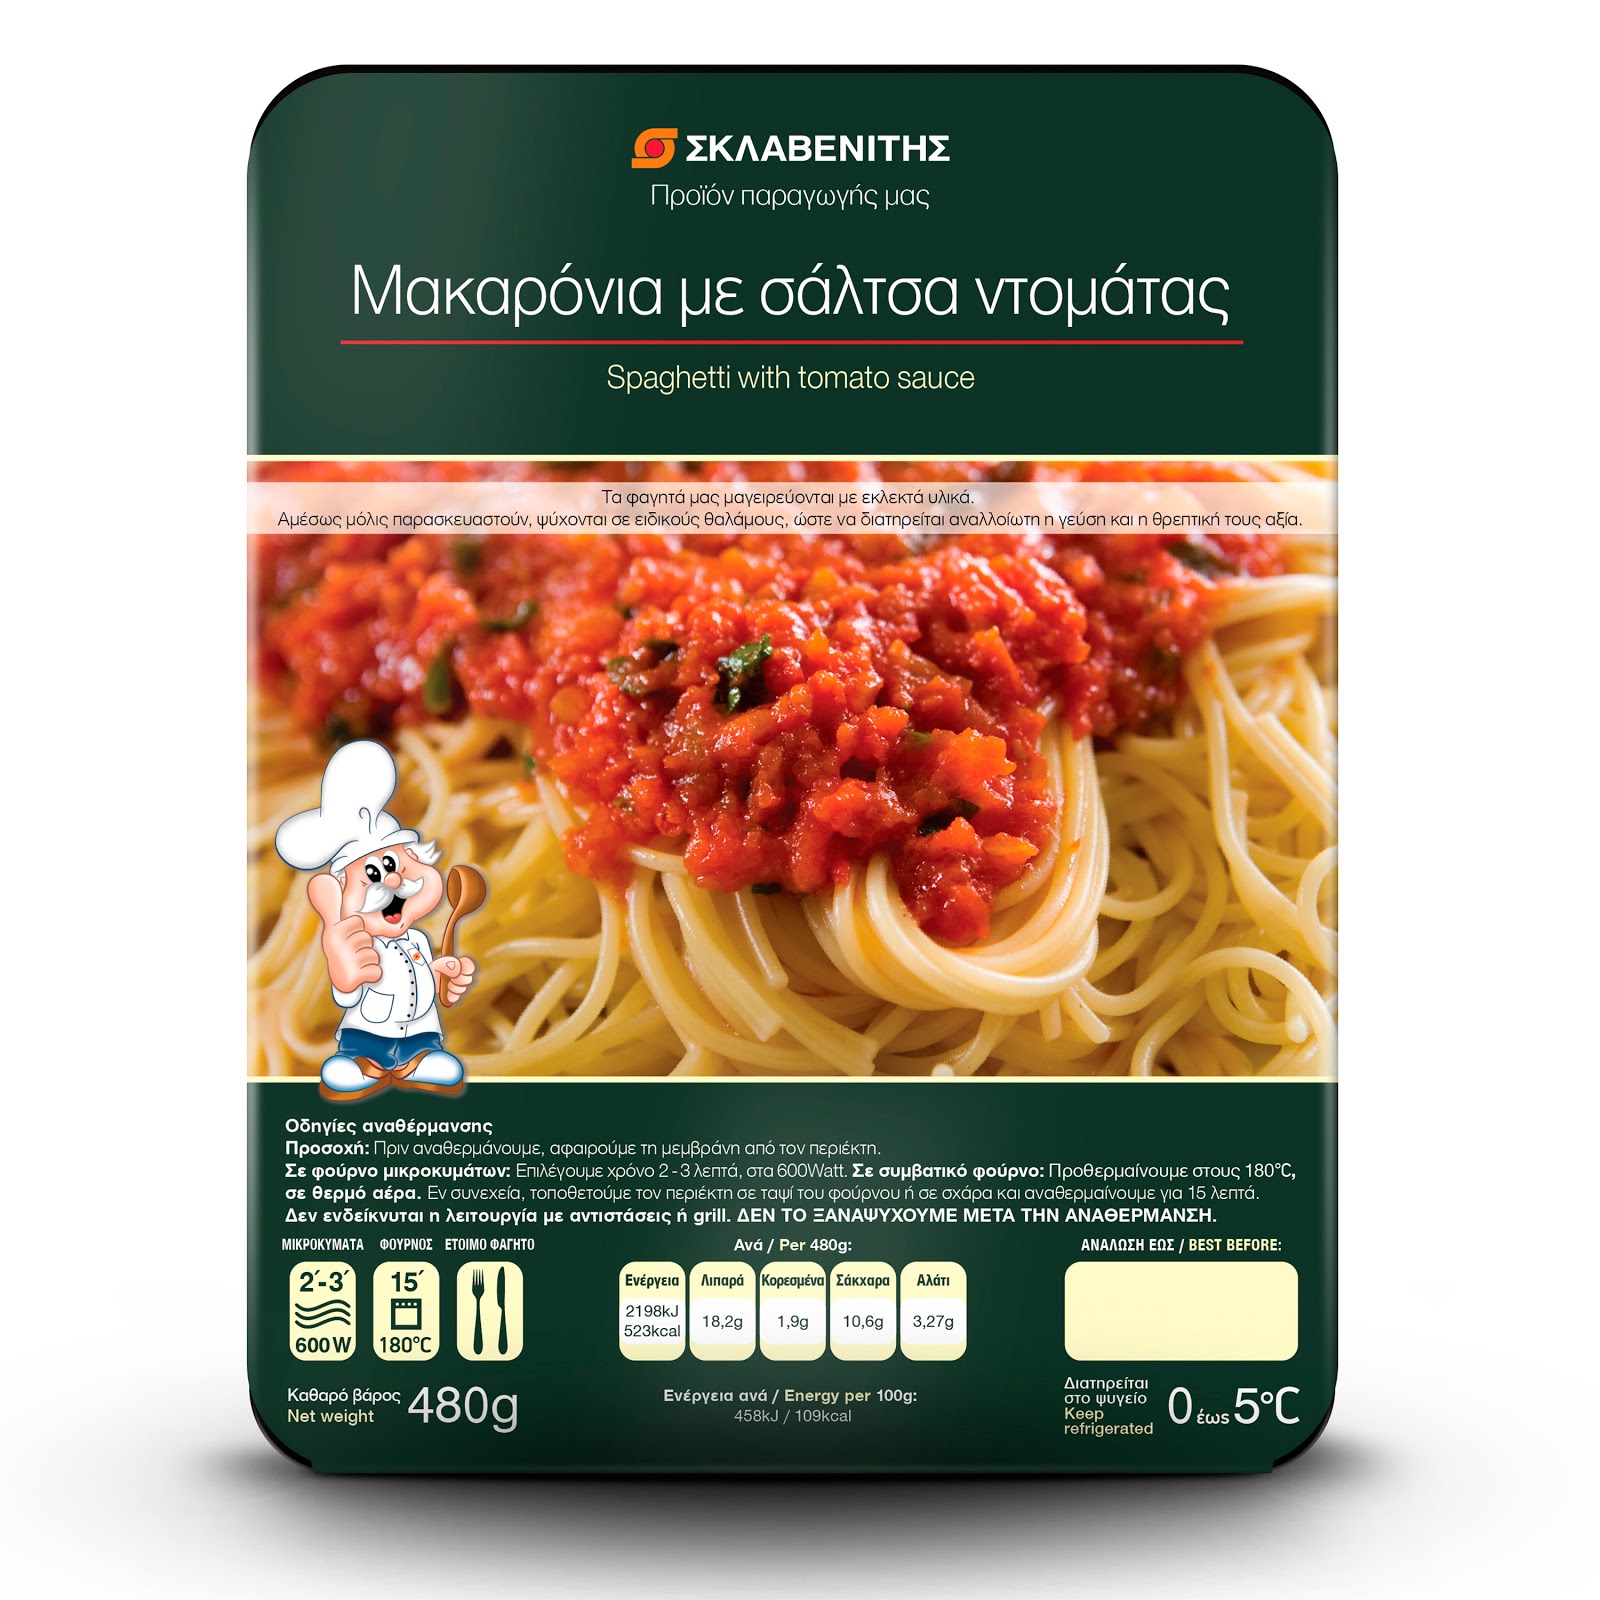 ΣΚΛΑΒΕΝΙΤΗΣ
Προϊόν παραγωγής μας
Μακαρόνια με σάλτσα ντομάτας
Spaghetti with tomato sauce
Τα φαγητά μας μαγειρεύονται με εκλεκτά υλικά.
Αμέσως μόλις παρασκευαστούν, ψύχονται σε ειδικούς θαλάμους, ώστε να διατηρείται αναλλοίωτη η γεύση και η θρεπτική τους αξία.
Οδηγίες αναθέρμανσης
Προσοχή: Πριν αναθερμάνουμε, αφαιρούμε τη μεμβράνη από τον περιέκτη.
Σε φούρνο μικροκυμάτων: Επιλέγουμε χρόνο 2 - 3 λεπτά, στα 600Watt. Σε συμβατικό φούρνο: Προθερμαίνουμε στους 180°C,
σε θερμό αέρα. Εν συνεχεία, τοποθετούμε τον περιέκτη σε ταψί του φούρνου ή σε σχάρα και αναθερμαίνουμε για 15 λεπτά.
Δεν ενδείκνυται η λειτουργία με αντιστάσεις ή grill. ΔΕΝ ΤΟ ΞΑΝΑΨΥΧΟΥΜΕ ΜΕΤΑ ΤΗΝ ΑΝΑΘΕΡΜΑΝΣΗ.
ΜΙΚΡΟΚΥΜΑΤΑ ΦΟΥΡΝΟΣ ΕΤΟΙΜΟ ΦΑΓΗΤΟ
2΄-3΄ 15΄
600 W 180°C
Ανά / Per 480g:
Ενέργεια Λιπαρά Κορεσμένα Σάκχαρα Αλάτι
2198kJ
523kcal 18,2g 1,9g 10,6g 3,27g
ΑΝΑΛΩΣΗ ΕΩΣ / BEST BEFORE:
Καθαρό βάρος
Net weight 480g
Ενέργεια ανά / Energy per 100g:
458kJ / 109kcal
Διατηρείται
στο ψυγείο
Keep
refrigerated
0 έως 5°C